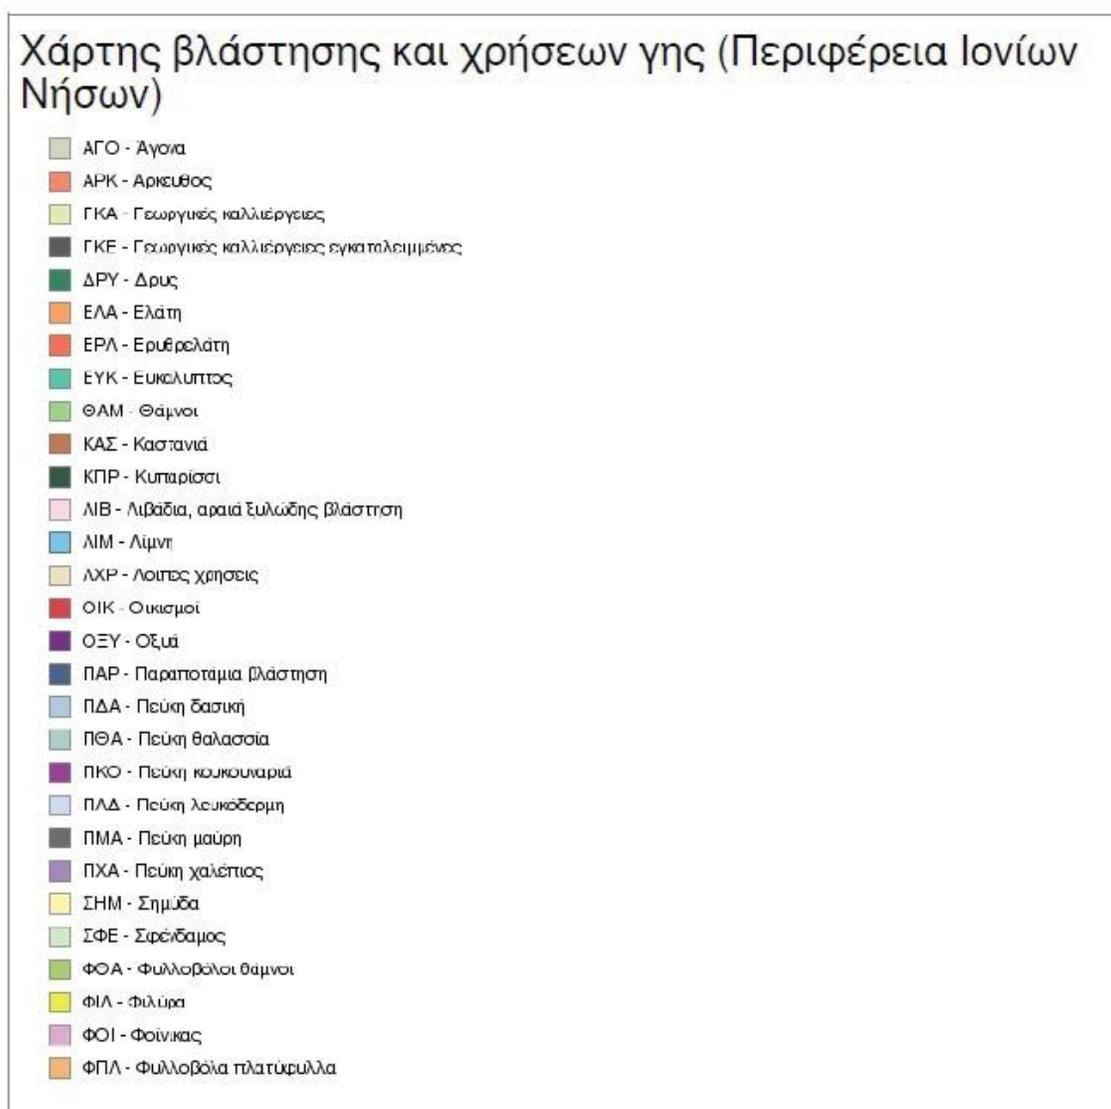 Χάρτης βλάστησης και χρήσεων γης (Περιφέρεια Ιονίων
Νήσων)
ΑΓΟ - Άγονα
ΑΡΚ - Αρκευθος
ΓΚΑ - Γεωργικές καλλιέργειες
ΓΚΕ - Γεωργικές καλλιέργειες εγκαταλειμμένες
ΔΡΥ - Δρυς
ΕΛΑ - Ελάτη
ΕΡΛ - Ερυθρελάτη
ΕΥΚ - Ευκαλυπτος
ΘΑΜ - Θάμνοι
ΚΑΣ - Καστανιά
ΚΠΡ - Κυπαρίσσι
ΛΙΒ - Λιβάδια, αραιά ξυλώδης βλάστηση
ΛΙΜ - Λίμνη
ΛΧΡ - Λοιπες χρησεις
ΟΙΚ - Οικισμοί
ΟΞΥ - Οξυά
ΠΑΡ - Παραποτάμια βλάστηση
ΠΔΑ - Πεύκη δασική
ΠΘΑ - Πεύκη θαλασσία
ΠΚΟ - Πεύκη κουκουναριά
ΠΛΔ - Πεύκη λευκόδερμη
ΠΜΑ - Πεύκη μαύρη
ΠΧΑ - Πεύκη χαλέπιος
ΣΗΜ - Σημύδα
ΣΦΕ - Σφένδαμος
ΦΘΑ - Φυλλοβόλοι θάμνοι
ΦΙΛ - Φιλύρα
ΦΟΙ - Φοίνικας
ΦΠΛ - Φυλλοβόλα πλατύφυλλα